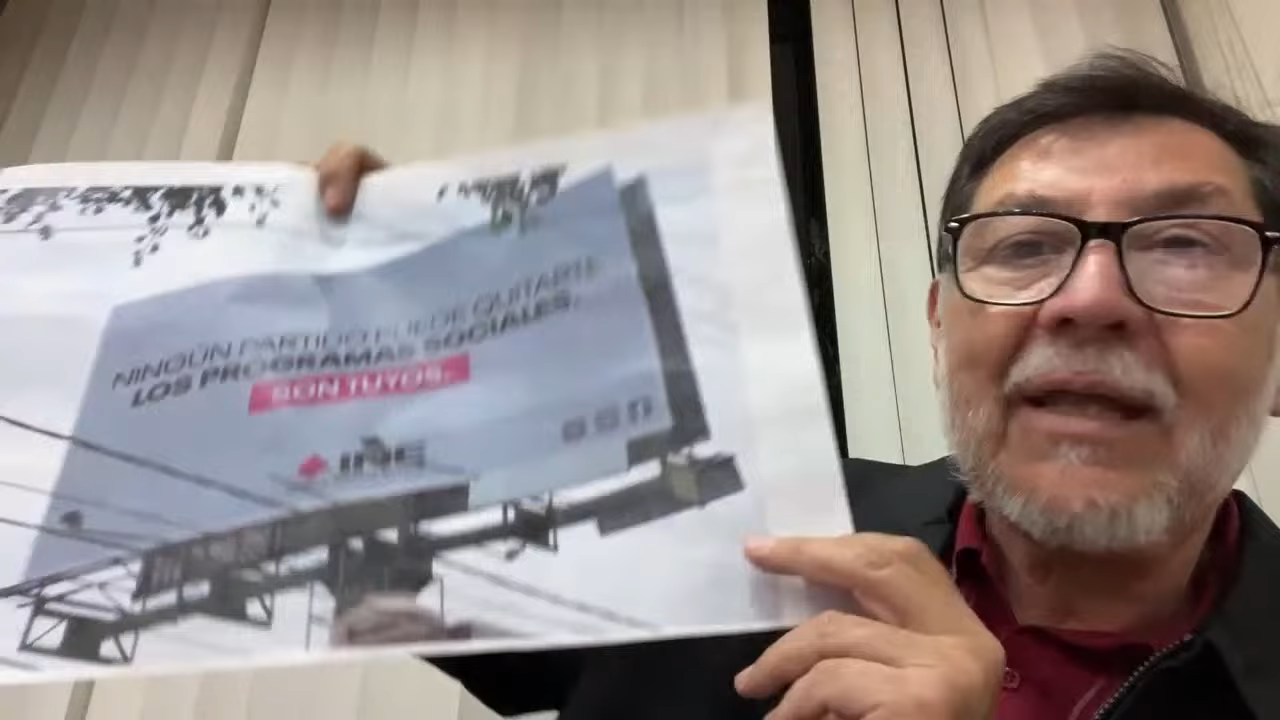 NINGÚN PARTIDO PUEDE QUITARTE
LOS PROGRAMAS SOCIALES.
SON TUYOS.
INE